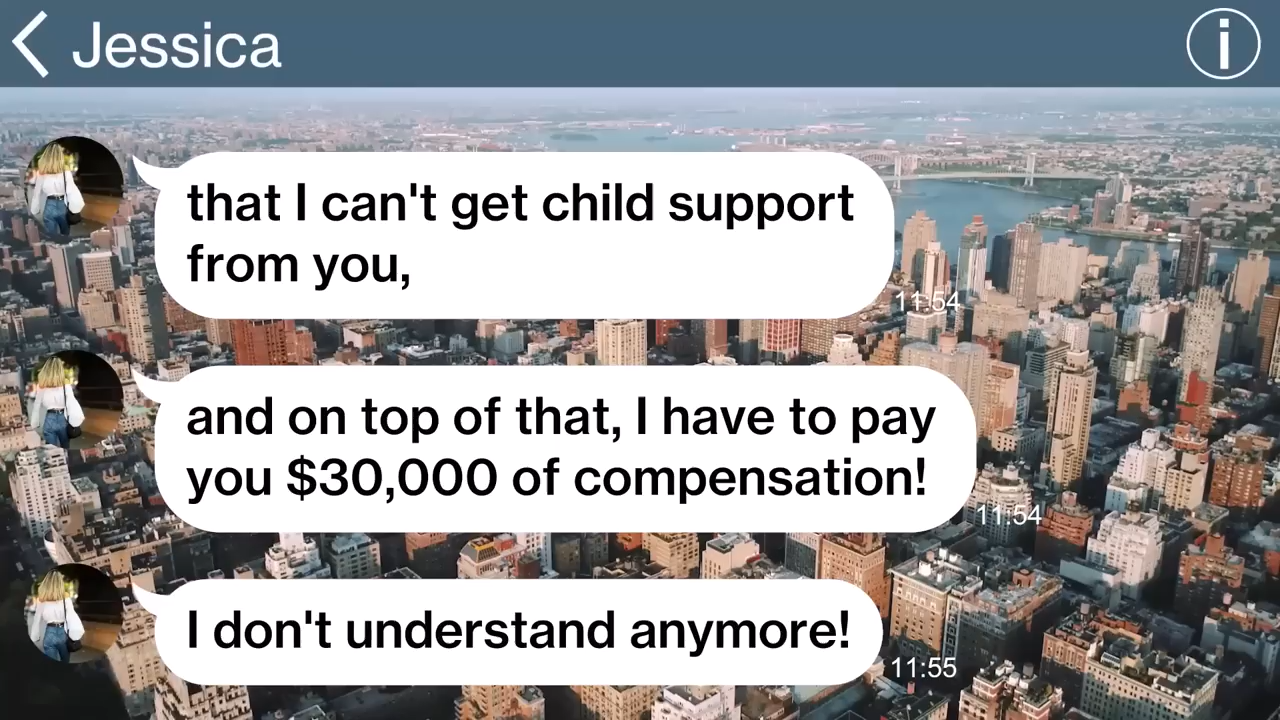 Jessica
that I can't get child support
from you,
11:54
and on top of that, I have to pay
you $30,000 of compensation!
11:54
I don't understand anymore!
11:55